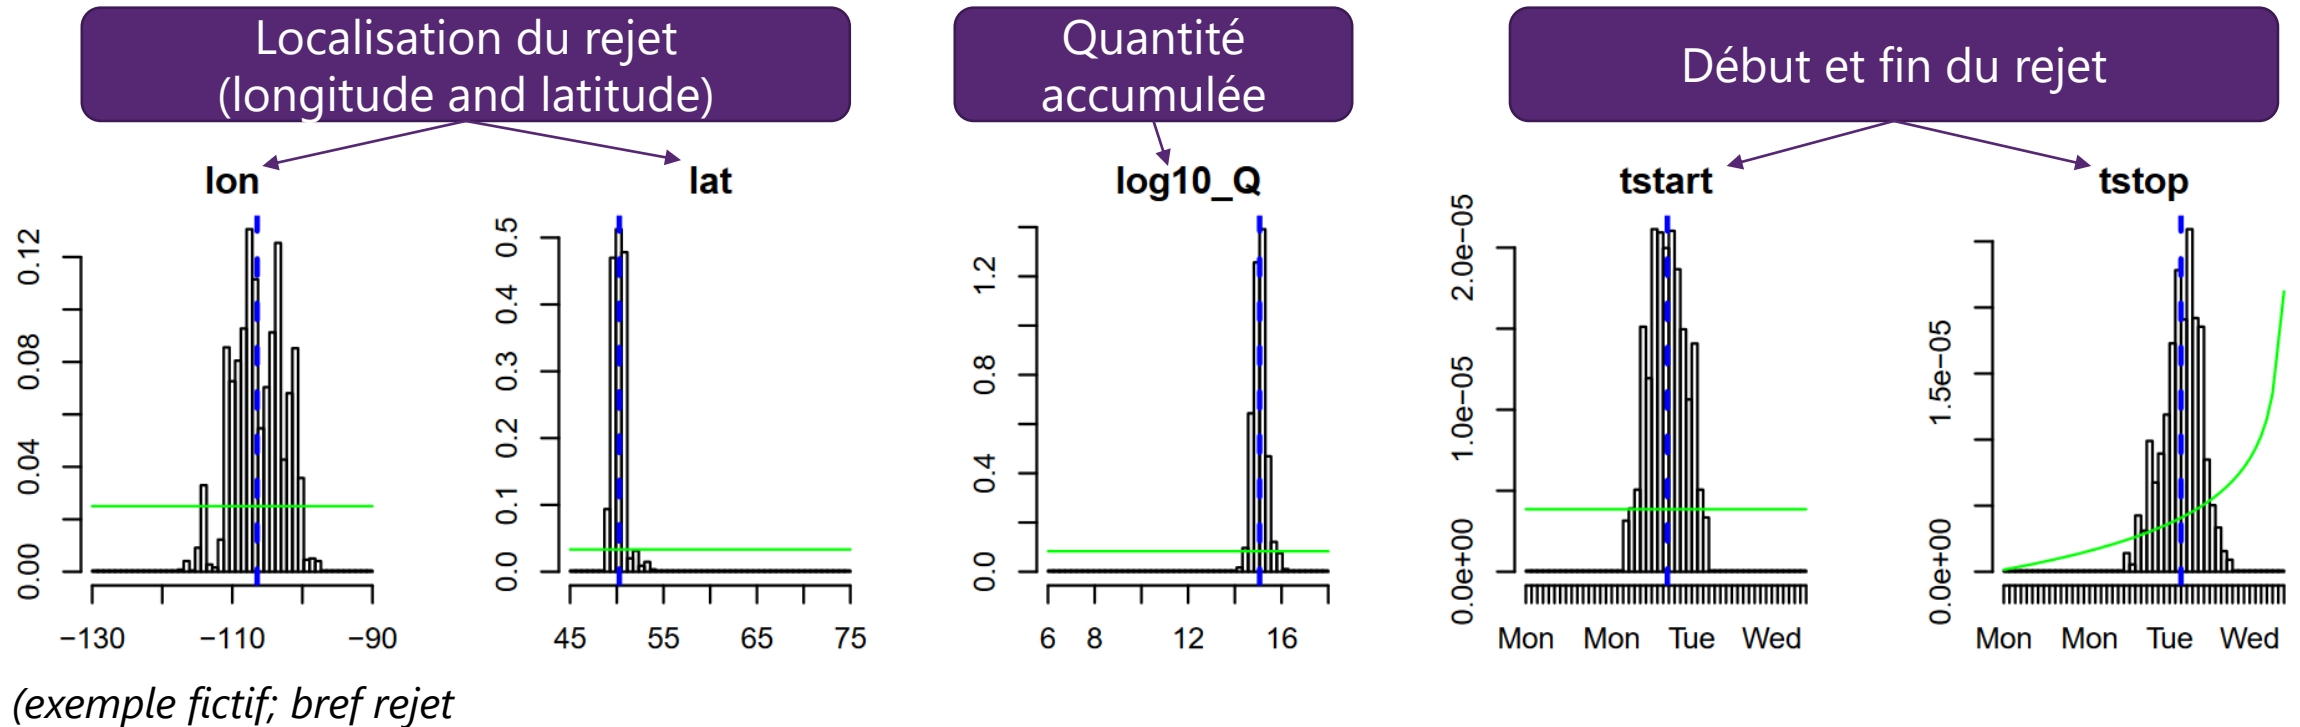 Localisation du rejet
(longitude and latitude)
Quantité
accumulée
Début et fin du rejet
lon
lat
log10_Q
tstart
tstop
0.00 0.04 0.08 0.12
−130 −110 −90
0.0 0.1 0.2 0.3 0.4 0.5
45 55 65 75
0.0 0.4 0.8 1.2
6 8 12 16
0.0e+00 1.0e−05 2.0e−05
Mon Mon Tue Wed
0.0e+00 1.5e−05
Mon Mon Tue Wed
(exemple fictif; bref rejet